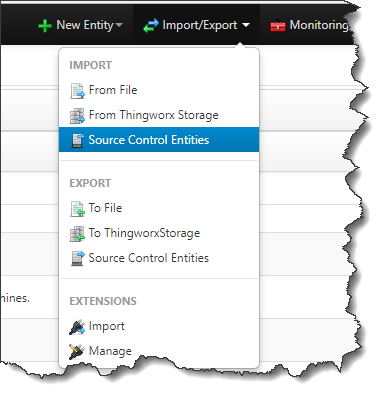 New Entity Import/Export Monitoring
IMPORT
From File
From Thingworx Storage
Source Control Entities
EXPORT
To File
To ThingworxStorage
Source Control Entities
hines.
EXTENSIONS
Import
Manage